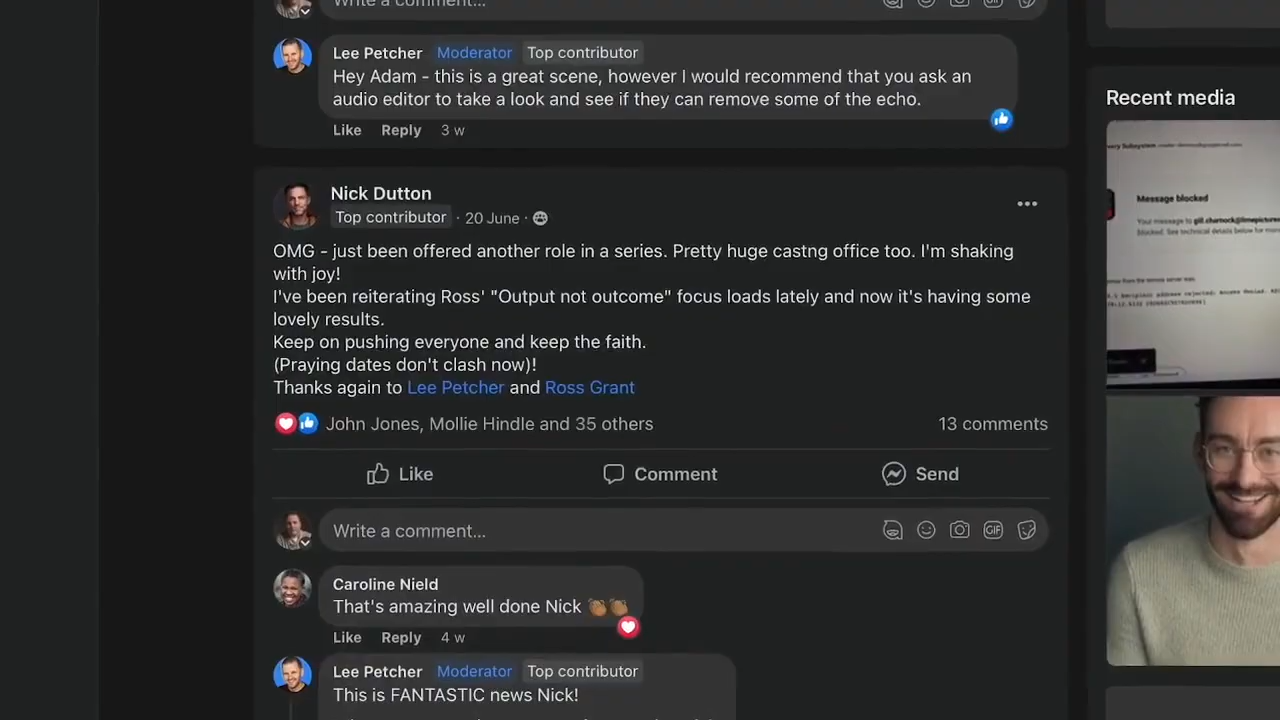 Write a comment...
Lee Petcher Moderator Top contributor
Hey Adam - this is a great scene, however I would recommend that you ask an
audio editor to take a look and see if they can remove some of the echo.
Like Reply 3 w
Nick Dutton
Top contributor · 20 June ·
OMG - just been offered another role in a series. Pretty huge castng office too. I'm shaking
with joy!
I've been reiterating Ross' "Output not outcome" focus loads lately and now it's having some
lovely results.
Keep on pushing everyone and keep the faith.
(Praying dates don't clash now)!
Thanks again to Lee Petcher and Ross Grant
John Jones, Mollie Hindle and 35 others
13 comments
Like
Comment
Send
Write a comment...
GIF
Caroline Nield
That's amazing well done Nick 👏🏾👏🏾
Like Reply 4 w
Lee Petcher Moderator Top contributor
This is FANTASTIC news Nick!
Recent media
Message blocked
Your message to